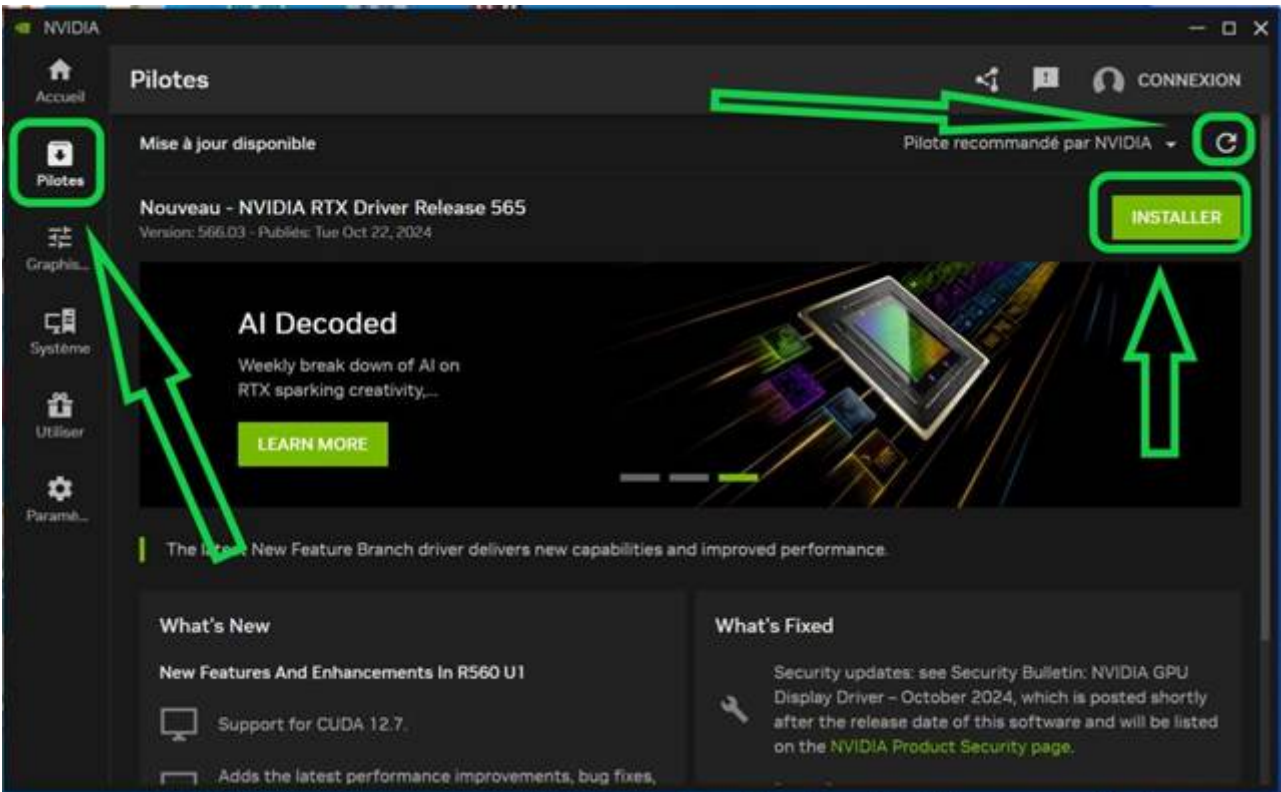 NVIDIA
Accueil
Pilotes
CONNEXION
Pilotes
Mise à jour disponible
Pilote recommandé par NVIDIA
Nouveau - NVIDIA RTX Driver Release 565
Version: 566.03 - Publiés: Tue Oct 22, 2024
INSTALLER
Graphis...
Système
Utiliser
Paramè...
AI Decoded
Weekly break down of AI on
RTX sparking creativity,...
LEARN MORE
The latest New Feature Branch driver delivers new capabilities and improved performance.
What's New
New Features And Enhancements In R560 U1
Support for CUDA 12.7.
Adds the latest performance improvements, bug fixes,
What's Fixed
Security updates: see Security Bulletin: NVIDIA GPU
Display Driver – October 2024, which is posted shortly
after the release date of this software and will be listed
on the NVIDIA Product Security page.